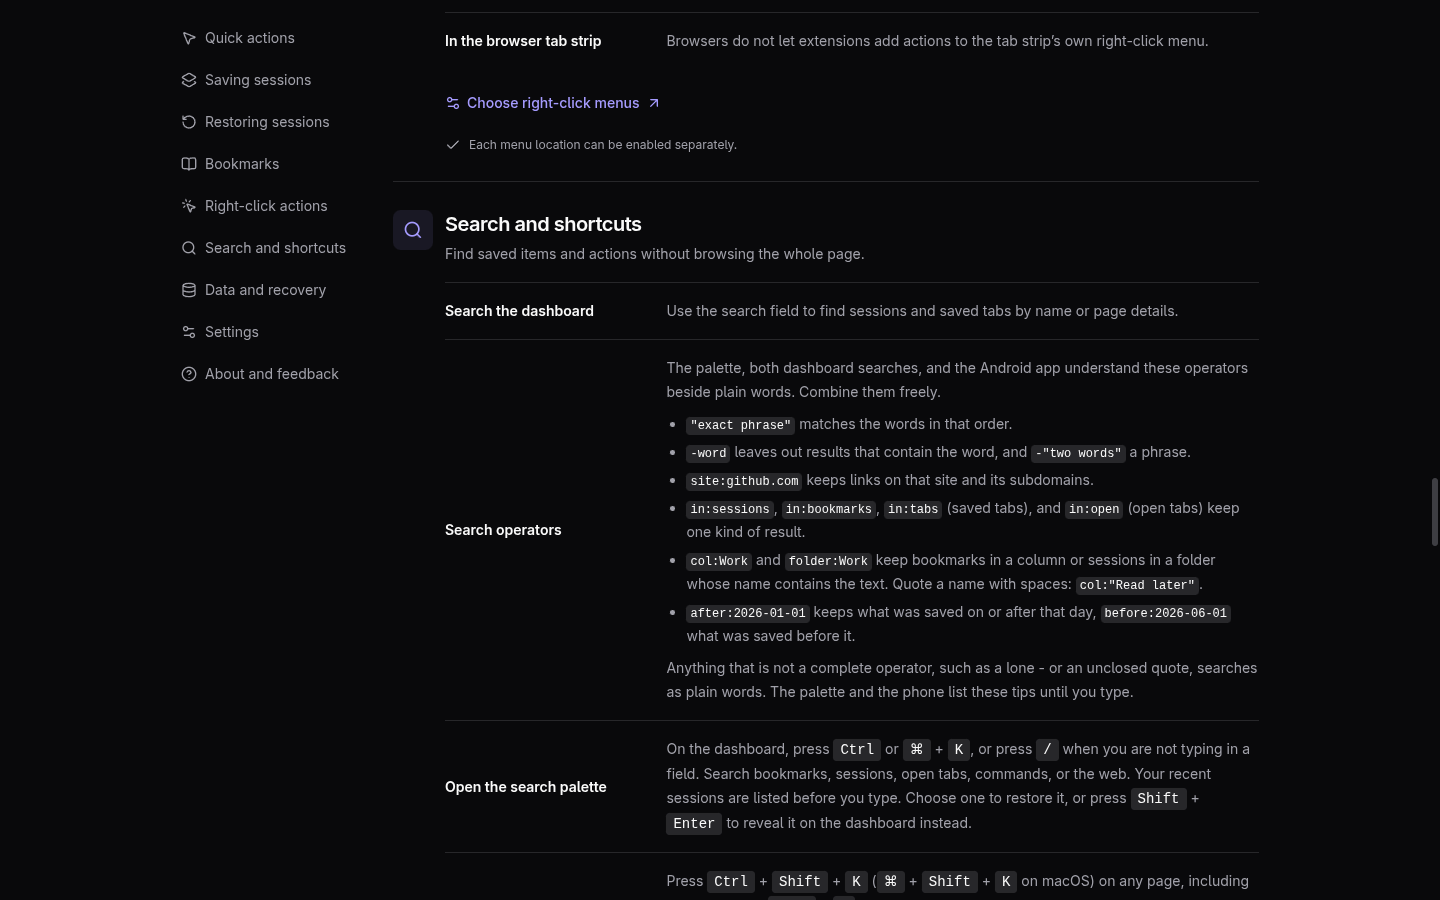 Quick actions
Saving sessions
Restoring sessions
Bookmarks
Right-click actions
Search and shortcuts
Data and recovery
Settings
About and feedback
In the browser tab strip
Browsers do not let extensions add actions to the tab strip’s own right-click menu.
Choose right-click menus
Each menu location can be enabled separately.
Search and shortcuts
Find saved items and actions without browsing the whole page.
Search the dashboard
Use the search field to find sessions and saved tabs by name or page details.
Search operators
The palette, both dashboard searches, and the Android app understand these operators
beside plain words. Combine them freely.
• "exact phrase" matches the words in that order.
• -word leaves out results that contain the word, and -"two words" a phrase.
• site:github.com keeps links on that site and its subdomains.
• in:sessions, in:bookmarks, in:tabs (saved tabs), and in:open (open tabs) keep
one kind of result.
• col:Work and folder:Work keep bookmarks in a column or sessions in a folder
whose name contains the text. Quote a name with spaces: col:"Read later".
• after:2026-01-01 keeps what was saved on or after that day, before:2026-06-01
what was saved before it.
Anything that is not a complete operator, such as a lone - or an unclosed quote, searches
as plain words. The palette and the phone list these tips until you type.
Open the search palette
On the dashboard, press Ctrl or ⌘ + K, or press / when you are not typing in a
field. Search bookmarks, sessions, open tabs, commands, or the web. Your recent
sessions are listed before you type. Choose one to restore it, or press Shift +
Enter to reveal it on the dashboard instead.
Press Ctrl + Shift + K (⌘ + Shift + K on macOS) on any page, including